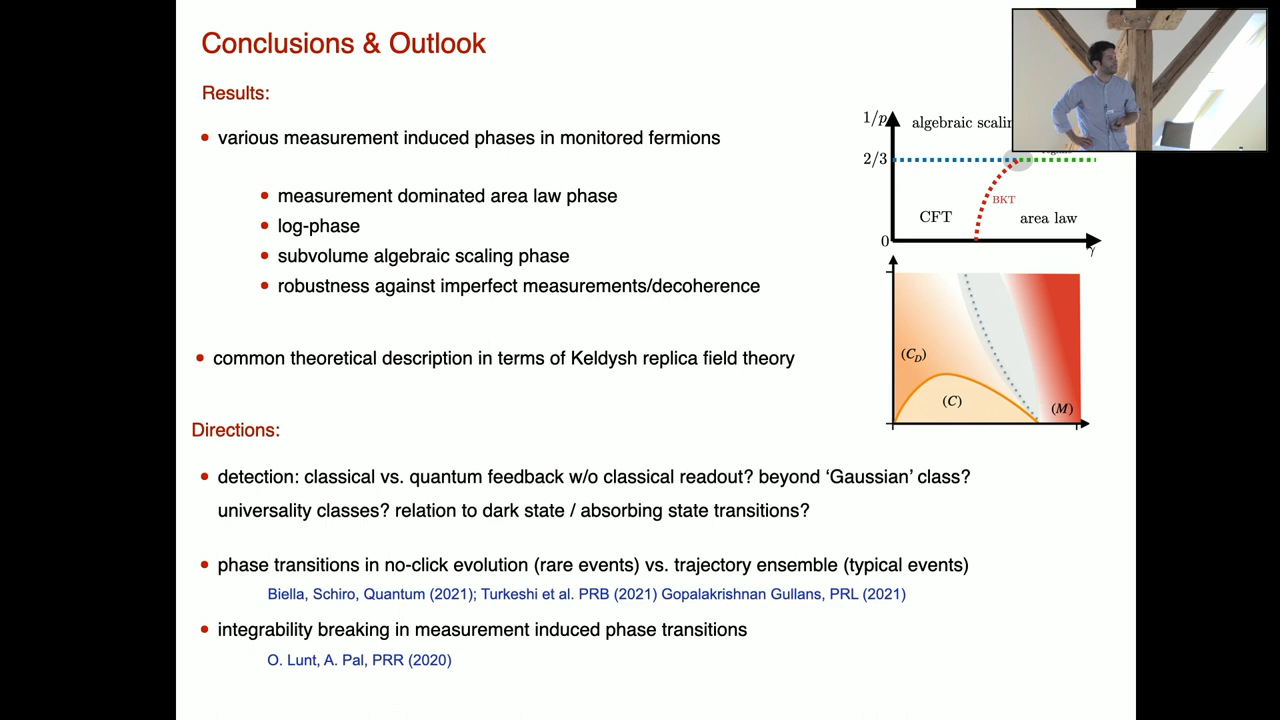 Conclusions & Outlook
Results:
• various measurement induced phases in monitored fermions
• measurement dominated area law phase
• log-phase
• subvolume algebraic scaling phase
• robustness against imperfect measurements/decoherence
• common theoretical description in terms of Keldysh replica field theory
1/p
algebraic
2/3
BKT
CFT
area law
0
γ
(C_D)
(C)
(M)
Directions:
• detection: classical vs. quantum feedback w/o classical readout? beyond ‘Gaussian’ class?
universality classes? relation to dark state / absorbing state transitions?
• phase transitions in no-click evolution (rare events) vs. trajectory ensemble (typical events)
Biella, Schiro, Quantum (2021); Turkeshi et al. PRB (2021) Gopalakrishnan Gullans, PRL (2021)
• integrability breaking in measurement induced phase transitions
O. Lunt, A. Pal, PRR (2020)